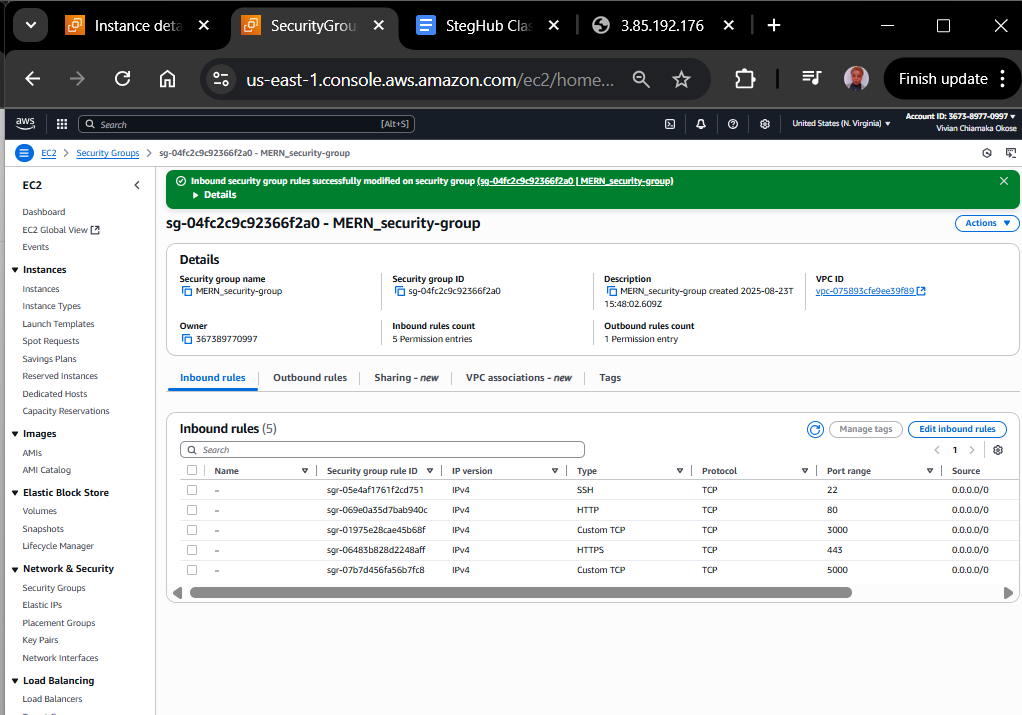 Instance deta
SecurityGrou
StegHub Clas
3.85.192.176
us-east-1.console.aws.amazon.com/ec2/home...
Finish update
aws
Search
[Alt+S]
United States (N. Virginia)
Account ID: 3673-8977-0997
Vivian Chiamaka Okose
EC2
Security Groups
sg-04fc2c9c92366f2a0 - MERN_security-group
EC2
Dashboard
EC2 Global View
Events
Instances
Instances
Instance Types
Launch Templates
Spot Requests
Savings Plans
Reserved Instances
Dedicated Hosts
Capacity Reservations
Images
AMIs
AMI Catalog
Elastic Block Store
Volumes
Snapshots
Lifecycle Manager
Network & Security
Security Groups
Elastic IPs
Placement Groups
Key Pairs
Network Interfaces
Load Balancing
Load Balancers
Inbound security group rules successfully modified on security group (sg-04fc2c9c92366f2a0 | MERN_security-group)
Details
sg-04fc2c9c92366f2a0 - MERN_security-group
Actions
Details
Security group name
MERN_security-group
Security group ID
sg-04fc2c9c92366f2a0
Description
MERN_security-group created 2025-08-23T
15:48:02.609Z
VPC ID
vpc-075893cfe9ee39f89
Owner
367389770997
Inbound rules count
5 Permission entries
Outbound rules count
1 Permission entry
Inbound rules
Outbound rules
Sharing - new
VPC associations - new
Tags
Inbound rules (5)
Manage tags
Edit inbound rules
Search
1
Name Security group rule ID IP version Type Protocol Port range Source
– sgr-05e4af1761f2cd751 IPv4 SSH TCP 22 0.0.0.0/0
– sgr-069e0a35d7bab940c IPv4 HTTP TCP 80 0.0.0.0/0
– sgr-01975e28cae45b68f IPv4 Custom TCP TCP 3000 0.0.0.0/0
– sgr-06483b828d2248aff IPv4 HTTPS TCP 443 0.0.0.0/0
– sgr-07b7d456fa56b7fc8 IPv4 Custom TCP TCP 5000 0.0.0.0/0